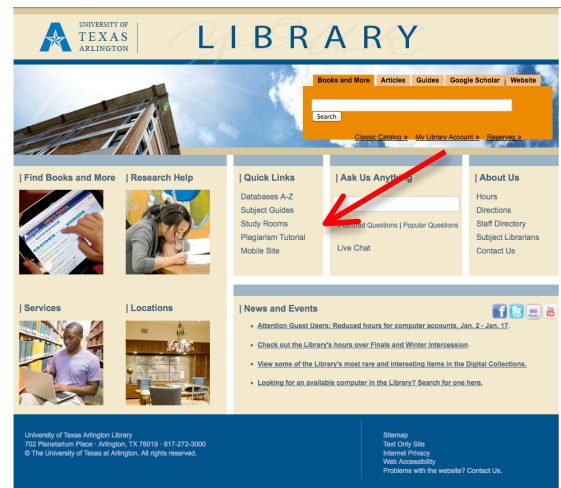 UNIVERSITY OF
TEXAS
ARLINGTON
LIBRARY
Books and More Articles Guides Google Scholar Website
Search
Classic Catalog » My Library Account » Reserves »
| Find Books and More
| Research Help
| Quick Links
Databases A-Z
Subject Guides
Study Rooms
Plagiarism Tutorial
Mobile Site
| Ask Us Anything
Featured Questions | Popular Questions
Live Chat
| About Us
Hours
Directions
Staff Directory
Subject Librarians
Contact Us
| Services
| Locations
| News and Events
• Attention Guest Users: Reduced hours for computer accounts, Jan. 2 - Jan. 17.
• Check out the Library's hours over Finals and Winter Intercession.
• View some of the Library's most rare and interesting items in the Digital Collections.
• Looking for an available computer in the Library? Search for one here.
University of Texas Arlington Library
702 Planetarium Place · Arlington, TX 76019 · 817-272-3000
© The University of Texas at Arlington. All rights reserved.
Sitemap
Text Only Site
Internet Privacy
Web Accessibility
Problems with the website? Contact Us.